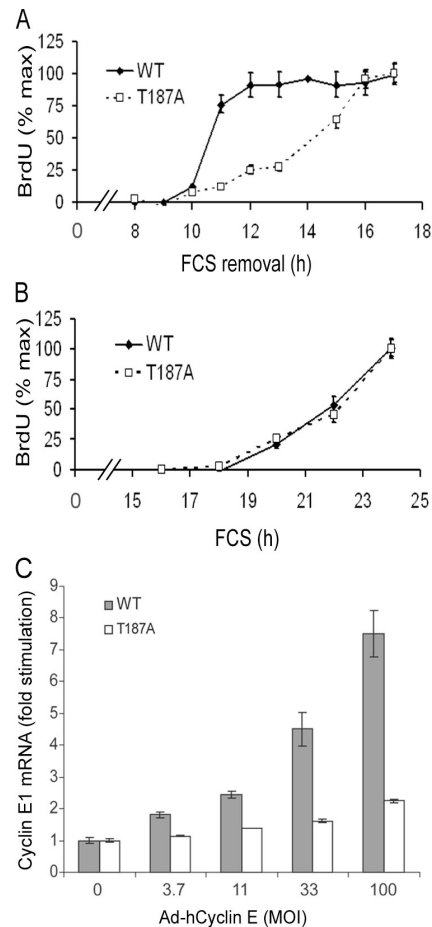 A
BrdU (% max)
125
100
75
50
25
0
WT
T187A
0 8 10 12 14 16 18
FCS removal (h)
B
BrdU (% max)
125
100
75
50
25
0
WT
T187A
0 15 17 19 21 23 25
FCS (h)
C
Cyclin E1 mRNA (fold stimulation)
9
8
7
6
5
4
3
2
1
0
WT
T187A
0 3.7 11 33 100
Ad-hCyclin E (MOI)